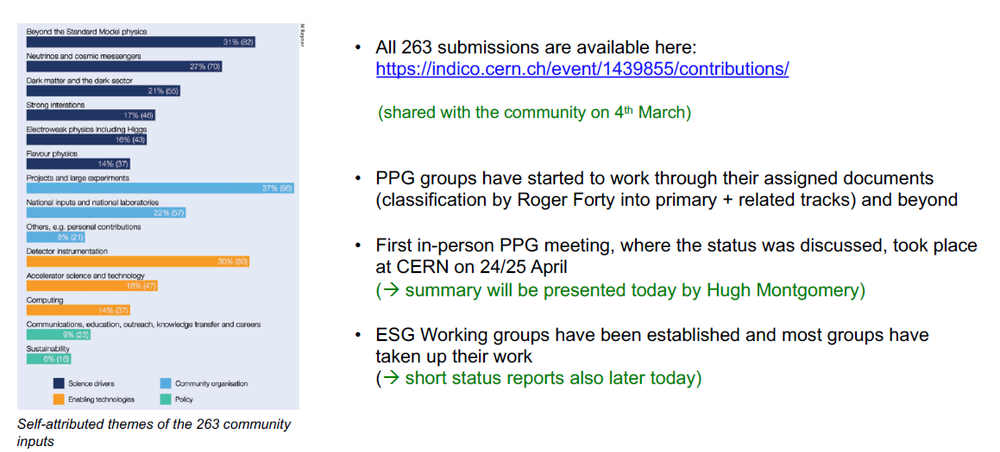 M Rayner
Beyond the Standard Model physics
31% (82)
Neutrinos and cosmic messengers
27% (70)
Dark matter and the dark sector
21% (55)
Strong interations
17% (46)
Electroweak physics including Higgs
16% (43)
Flavour physics
14% (37)
Projects and large experiments
37% (96)
National inputs and national laboratories
22% (57)
Others, e.g. personal contributions
8% (21)
Detector instrumentation
30% (80)
Accelerator science and technology
18% (47)
Computing
14% (37)
Communications, education, outreach, knowledge transfer and careers
9% (23)
Sustainability
6% (16)
Science drivers
Community organisation
Enabling technologies
Policy
Self-attributed themes of the 263 community
inputs
• All 263 submissions are available here:
https://indico.cern.ch/event/1439855/contributions/
(shared with the community on 4th March)
• PPG groups have started to work through their assigned documents
(classification by Roger Forty into primary + related tracks) and beyond
• First in-person PPG meeting, where the status was discussed, took place
at CERN on 24/25 April
(→ summary will be presented today by Hugh Montgomery)
• ESG Working groups have been established and most groups have
taken up their work
(→ short status reports also later today)